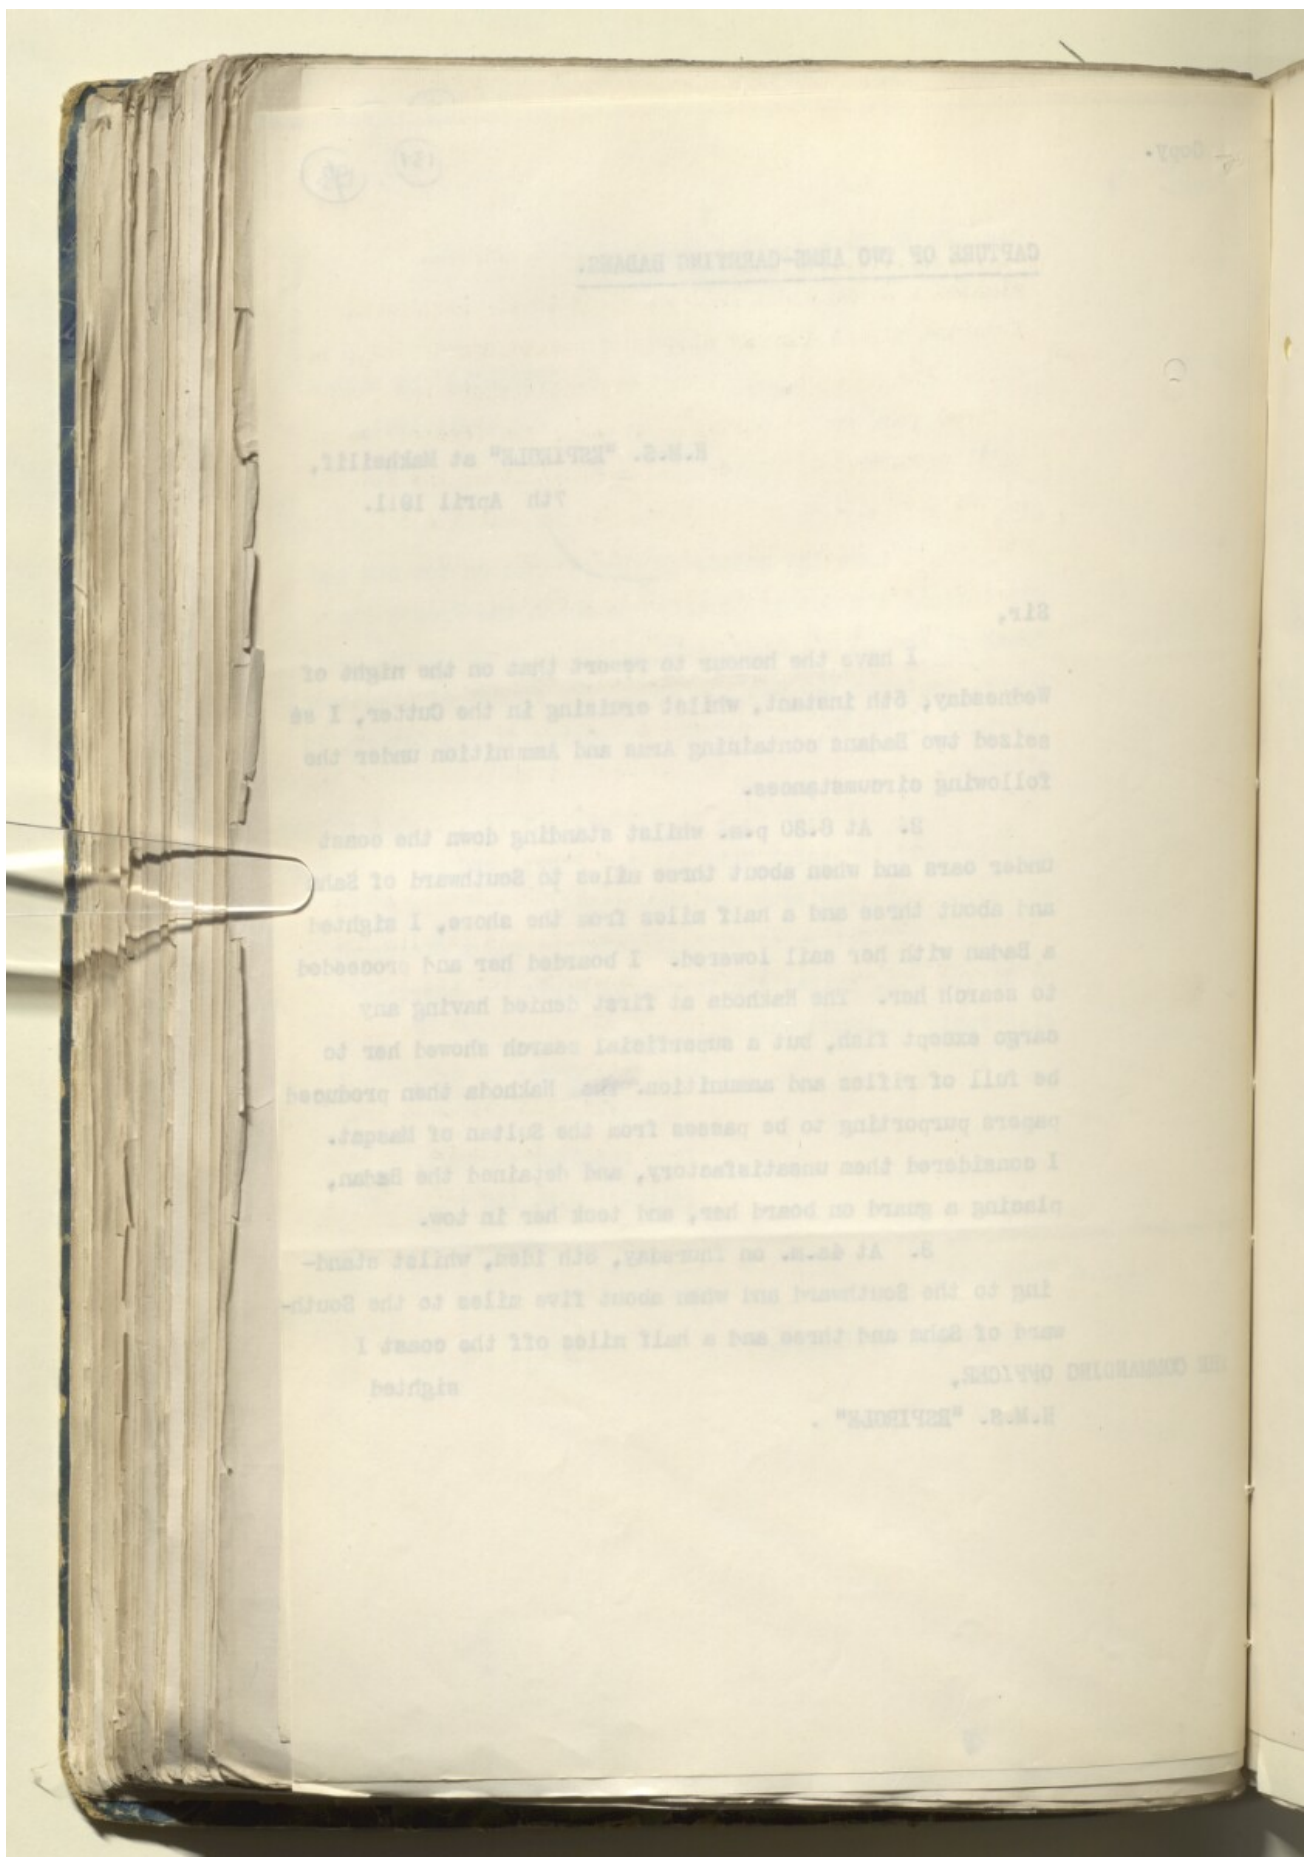 Copy.
CAPTURE OF TWO ARMS-CARRYING BADANS.
H.M.S. "ESPIEGLE" at
7th April 1911.
Sir,
I have the honour to report that on the night of
Wednesday, 5th instant, whilst cruising in the Cutter, I se
seized two Badans containing Arms and Ammunition under the
following circumstances.
2. At 8.30 p.m. whilst standing down the coast
under oars and when about three miles to Southward of Saha
and about three and a half miles from the shore, I sighted
a Badan with her sail lowered. I boarded her and proceeded
to search her. The Nakhoda at first denied having any
cargo except fish, but a superficial search showed her to
be full of rifles and ammunition. The Nakhoda then produced
papers purporting to be passes from the Sultan of Masqat.
I considered them unsatisfactory, and detained the Badan,
placing a guard on board her, and took her in tow.
3. At 6a.m. on Thursday, 6th idem, whilst stand-
ing to the Southward and when about five miles to the South-
ward of Saha and three and a half miles off the coast I
sighted
THE COMMANDING OFFICER,
H.M.S. "ESPIEGLE" .